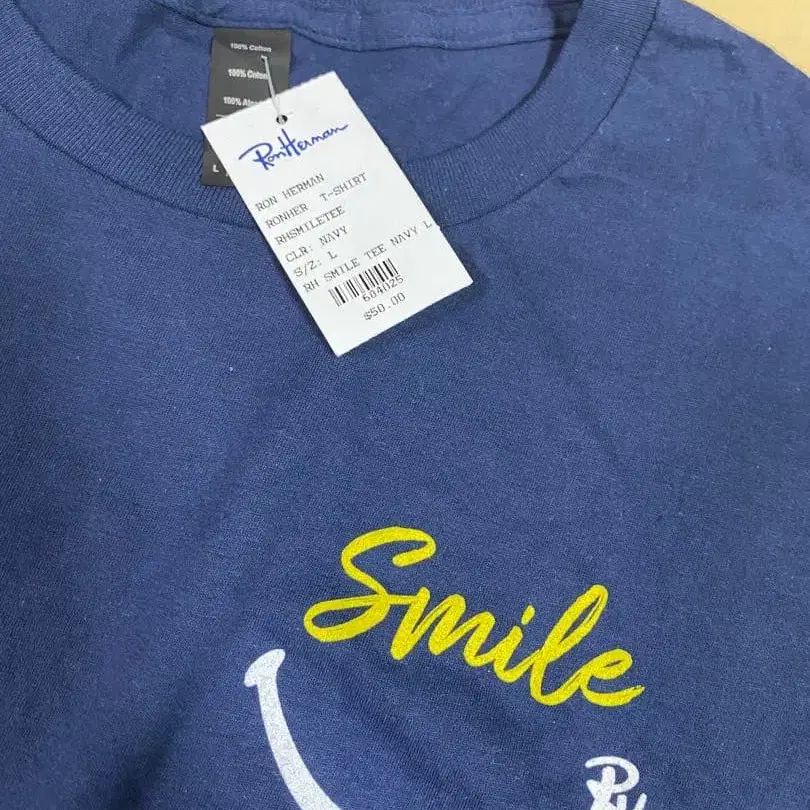 100% Cotton
100% Coton
L
RonHerman
RON HERMAN
RONHER T-SHIRT
RHSMILETEE
CLR: NAVY
S/Z: L
RH SMILE TEE NAVY L
604025
$50.00
Smile